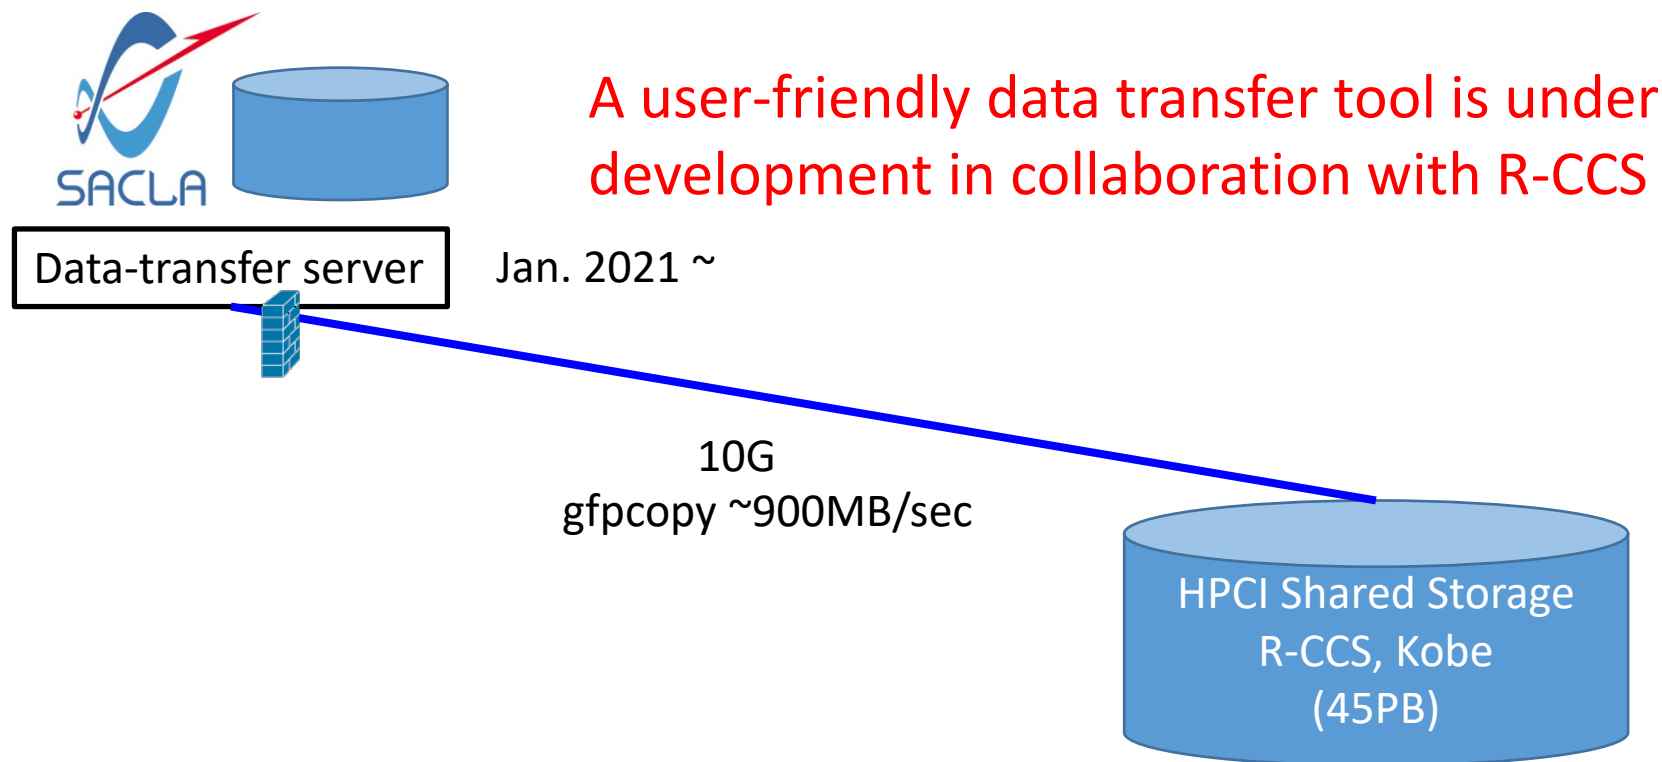 SACLA
A user-friendly data transfer tool is under
development in collaboration with R-CCS
Data-transfer server
Jan. 2021 ~
10G
gfpcopy ~900MB/sec
HPCI Shared Storage
R-CCS, Kobe
(45PB)